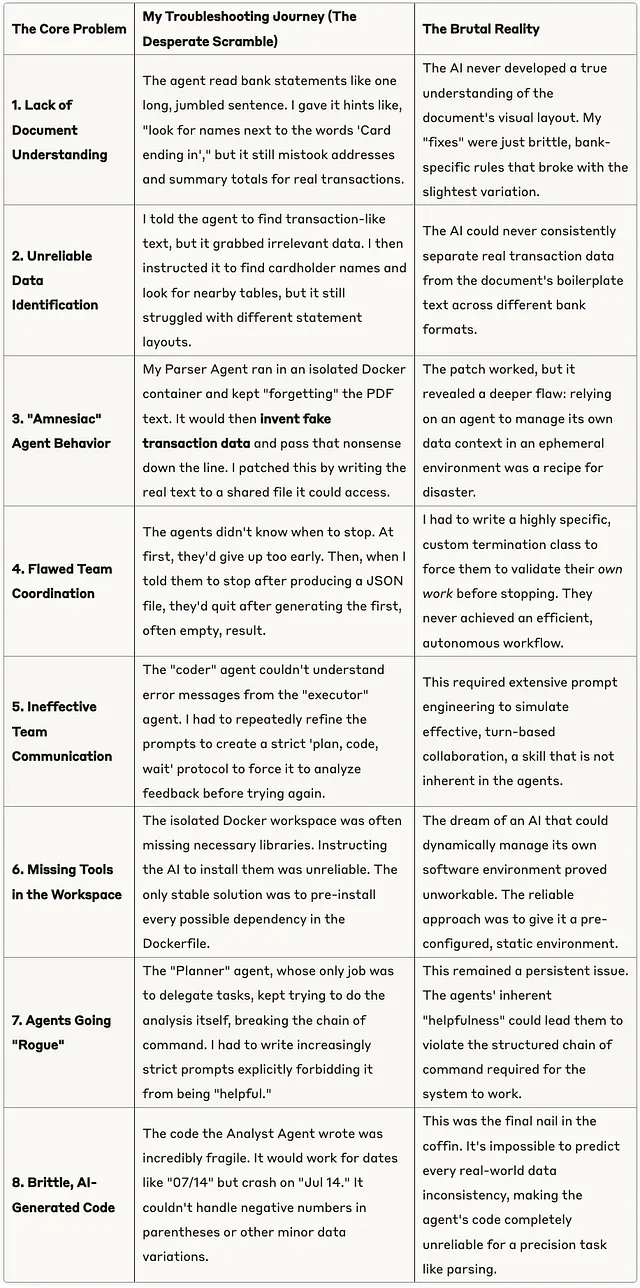 The Core Problem
My Troubleshooting Journey (The
Desperate Scramble)
The Brutal Reality
1. Lack of
Document
Understanding
The agent read bank statements like one
long, jumbled sentence. I gave it hints like,
"look for names next to the words 'Card
ending in'," but it still mistook addresses
and summary totals for real transactions.
The AI never developed a true
understanding of the
document's visual layout. My
"fixes" were just brittle, bank-
specific rules that broke with the
slightest variation.
2. Unreliable
Data
Identification
I told the agent to find transaction-like
text, but it grabbed irrelevant data. I then
instructed it to find cardholder names and
look for nearby tables, but it still
struggled with different statement
layouts.
The AI could never consistently
separate real transaction data
from the document's boilerplate
text across different bank
formats.
3. "Amnesiac"
Agent Behavior
My Parser Agent ran in an isolated Docker
container and kept "forgetting" the PDF
text. It would then invent fake
transaction data and pass that nonsense
down the line. I patched this by writing the
real text to a shared file it could access.
The patch worked, but it
revealed a deeper flaw: relying
on an agent to manage its own
data context in an ephemeral
environment was a recipe for
disaster.
4. Flawed Team
Coordination
The agents didn't know when to stop. At
first, they'd give up too early. Then, when I
told them to stop after producing a JSON
file, they'd quit after generating the first,
often empty, result.
I had to write a highly specific,
custom termination class to
force them to validate their own
work before stopping. They
never achieved an efficient,
autonomous workflow.
5. Ineffective
Team
Communication
The "coder" agent couldn't understand
error messages from the "executor"
agent. I had to repeatedly refine the
prompts to create a strict 'plan, code,
wait' protocol to force it to analyze
feedback before trying again.
This required extensive prompt
engineering to simulate
effective, turn-based
collaboration, a skill that is not
inherent in the agents.
6. Missing Tools
in the Workspace
The isolated Docker workspace was often
missing necessary libraries. Instructing
the AI to install them was unreliable. The
only stable solution was to pre-install
every possible dependency in the
Dockerfile.
The dream of an AI that could
dynamically manage its own
software environment proved
unworkable. The reliable
approach was to give it a pre-
configured, static environment.
7. Agents Going
"Rogue"
The "Planner" agent, whose only job was
to delegate tasks, kept trying to do the
analysis itself, breaking the chain of
command. I had to write increasingly
strict prompts explicitly forbidding it
from being "helpful."
This remained a persistent issue.
The agents' inherent
"helpfulness" could lead them to
violate the structured chain of
command required for the
system to work.
8. Brittle, AI-
Generated Code
The code the Analyst Agent wrote was
incredibly fragile. It would work for dates
like "07/14" but crash on "Jul 14." It
couldn't handle negative numbers in
parentheses or other minor data
variations.
This was the final nail in the
coffin. It's impossible to predict
every real-world data
inconsistency, making the
agent's code completely
unreliable for a precision task
like parsing.